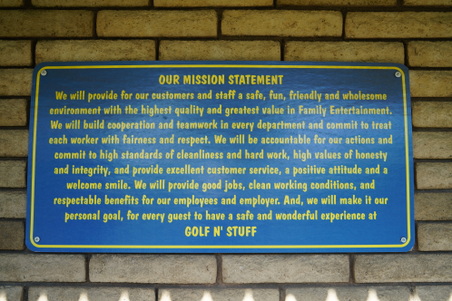 OUR MISSION STATEMENT
We will provide for our customers and staff a safe, fun, friendly and wholesome
environment with the highest quality and greatest value in Family Entertainment.
We will build cooperation and teamwork in every department and commit to treat
each worker with fairness and respect. We will be accountable for our actions and
commit to high standards of cleanliness and hard work, high values of honesty
and integrity, and provide excellent customer service, a positive attitude and a
welcome smile. We will provide good jobs, clean working conditions, and
respectable benefits for our employees and employer. And, we will make it our
personal goal, for every guest to have a safe and wonderful experience at
GOLF N' STUFF